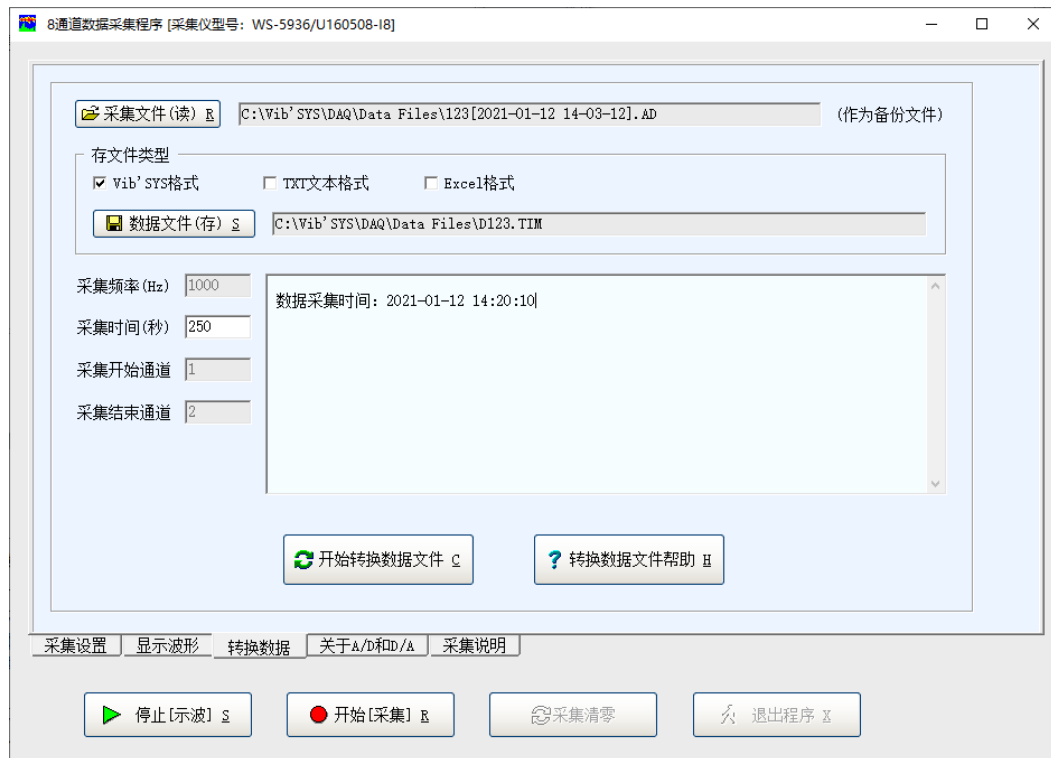 8通道数据采集程序 [采集仪型号: WS-5936/U160508-I8]
采集文件(读) R C:\Vib'SYS\DAQ\Data Files\123[2021-01-12 14-03-12].AD (作为备份文件)
存文件类型
Vib'SYS格式 TXT文本格式 Excel格式
数据文件(存) S C:\Vib'SYS\DAQ\Data Files\D123.TIM
采集频率(Hz) 1000
数据采集时间: 2021-01-12 14:20:10
采集时间(秒) 250
采集开始通道 1
采集结束通道 2
开始转换数据文件 C 转换数据文件帮助 H
采集设置 显示波形 转换数据 关于A/D和D/A 采集说明
停止[示波] S 开始[采集] R 采集清零 退出程序 X